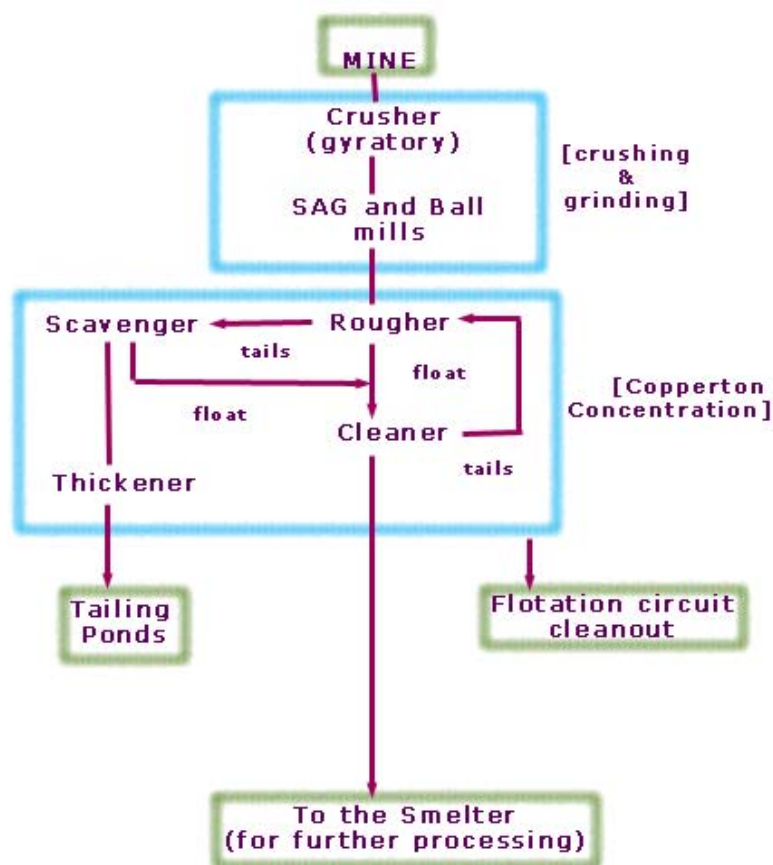 MINE
Crusher
(gyratory)
[crushing
&
grinding]
SAG and Ball
mills
Scavenger
Rougher
tails
float
[Copperton
Concentration]
float
Cleaner
tails
Thickener
Tailing
Ponds
Flotation circuit
cleanout
To the Smelter
(for further processing)